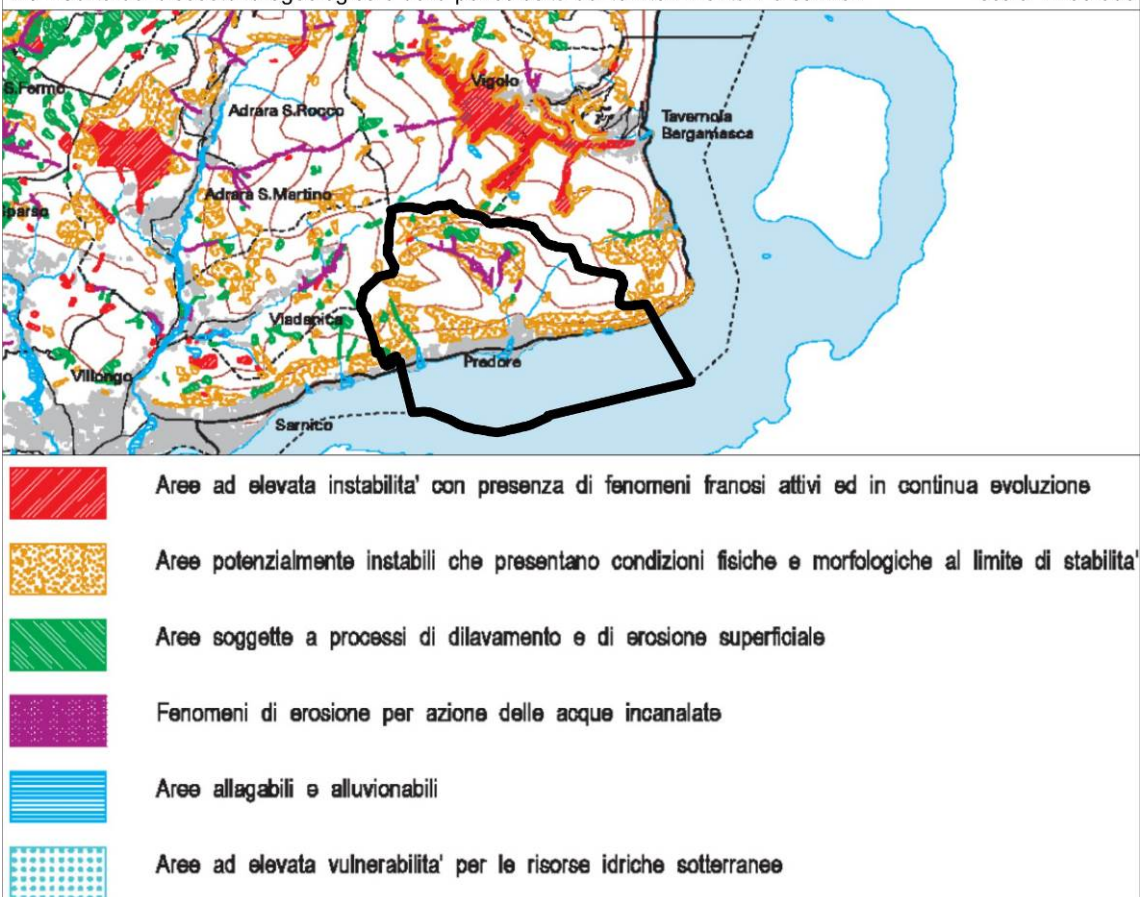 Vigolo
S.Fermo
Adrara S.Rocco
Tavernola
Bergamasca
Adrara S.Martino
Viadanica
Predore
Villongo
Sarnico
Aree ad elevata instabilita' con presenza di fenomeni franosi attivi ed in continua evoluzione
Aree potenzialmente instabili che presentano condizioni fisiche e morfologiche al limite di stabilita'
Aree soggette a processi di dilavamento e di erosione superficiale
Fenomeni di erosione per azione delle acque incanalate
Aree allagabili e alluvionabili
Aree ad elevata vulnerabilita' per le risorse idriche sotterranee